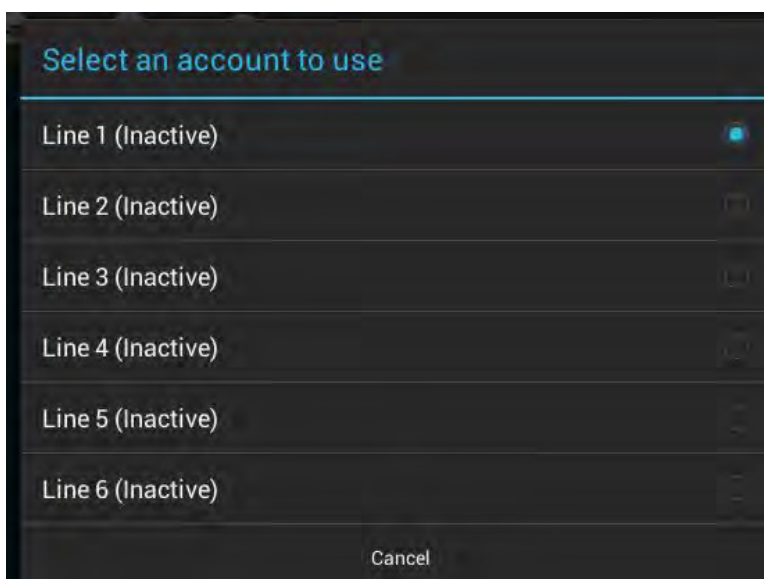 Select an account to use
Line 1 (Inactive)
Line 2 (Inactive)
Line 3 (Inactive)
Line 4 (Inactive)
Line 5 (Inactive)
Line 6 (Inactive)
Cancel